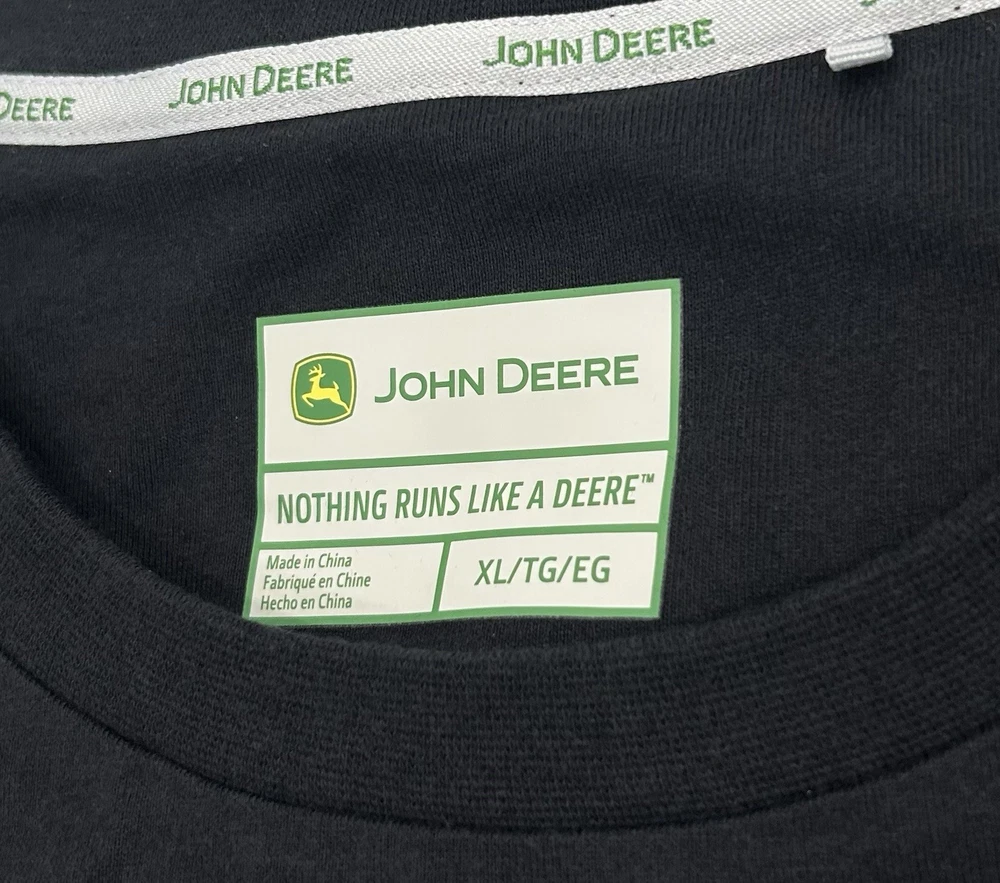 DEERE JOHN DEERE JOHN DEERE
JOHN DEERE
NOTHING RUNS LIKE A DEERE™
Made in China
Fabriqué en Chine
Hecho en China
XL/TG/EG